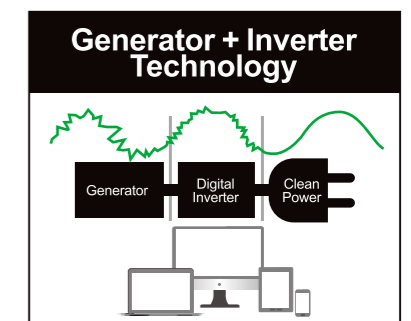 Generator + Inverter
Technology
Generator
Digital
Inverter
Clean
Power